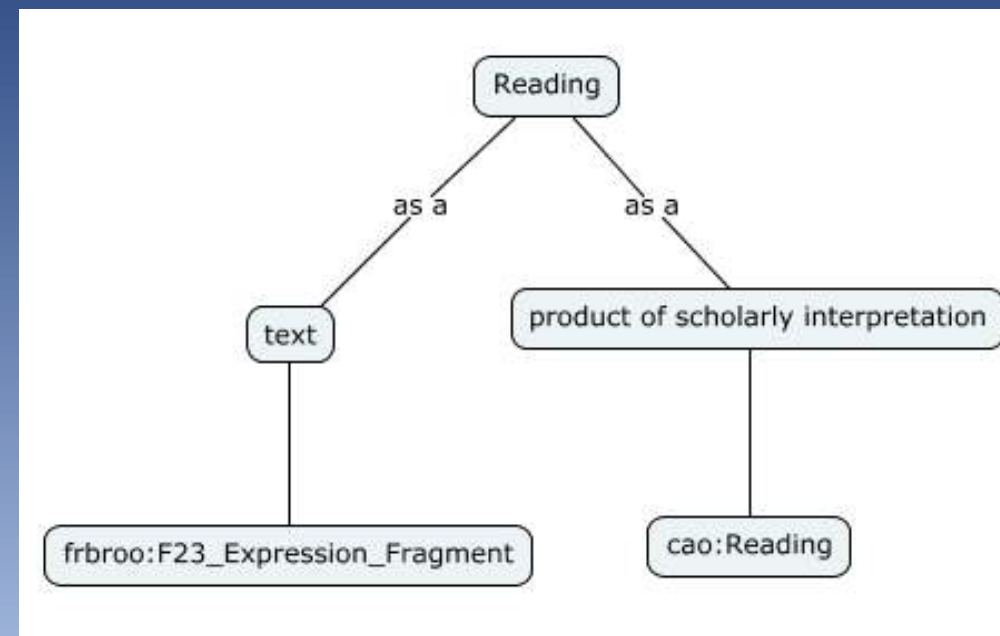 Reading
as a
as a
text
product of scholarly interpretation
frbroo:F23_Expression_Fragment
cao:Reading